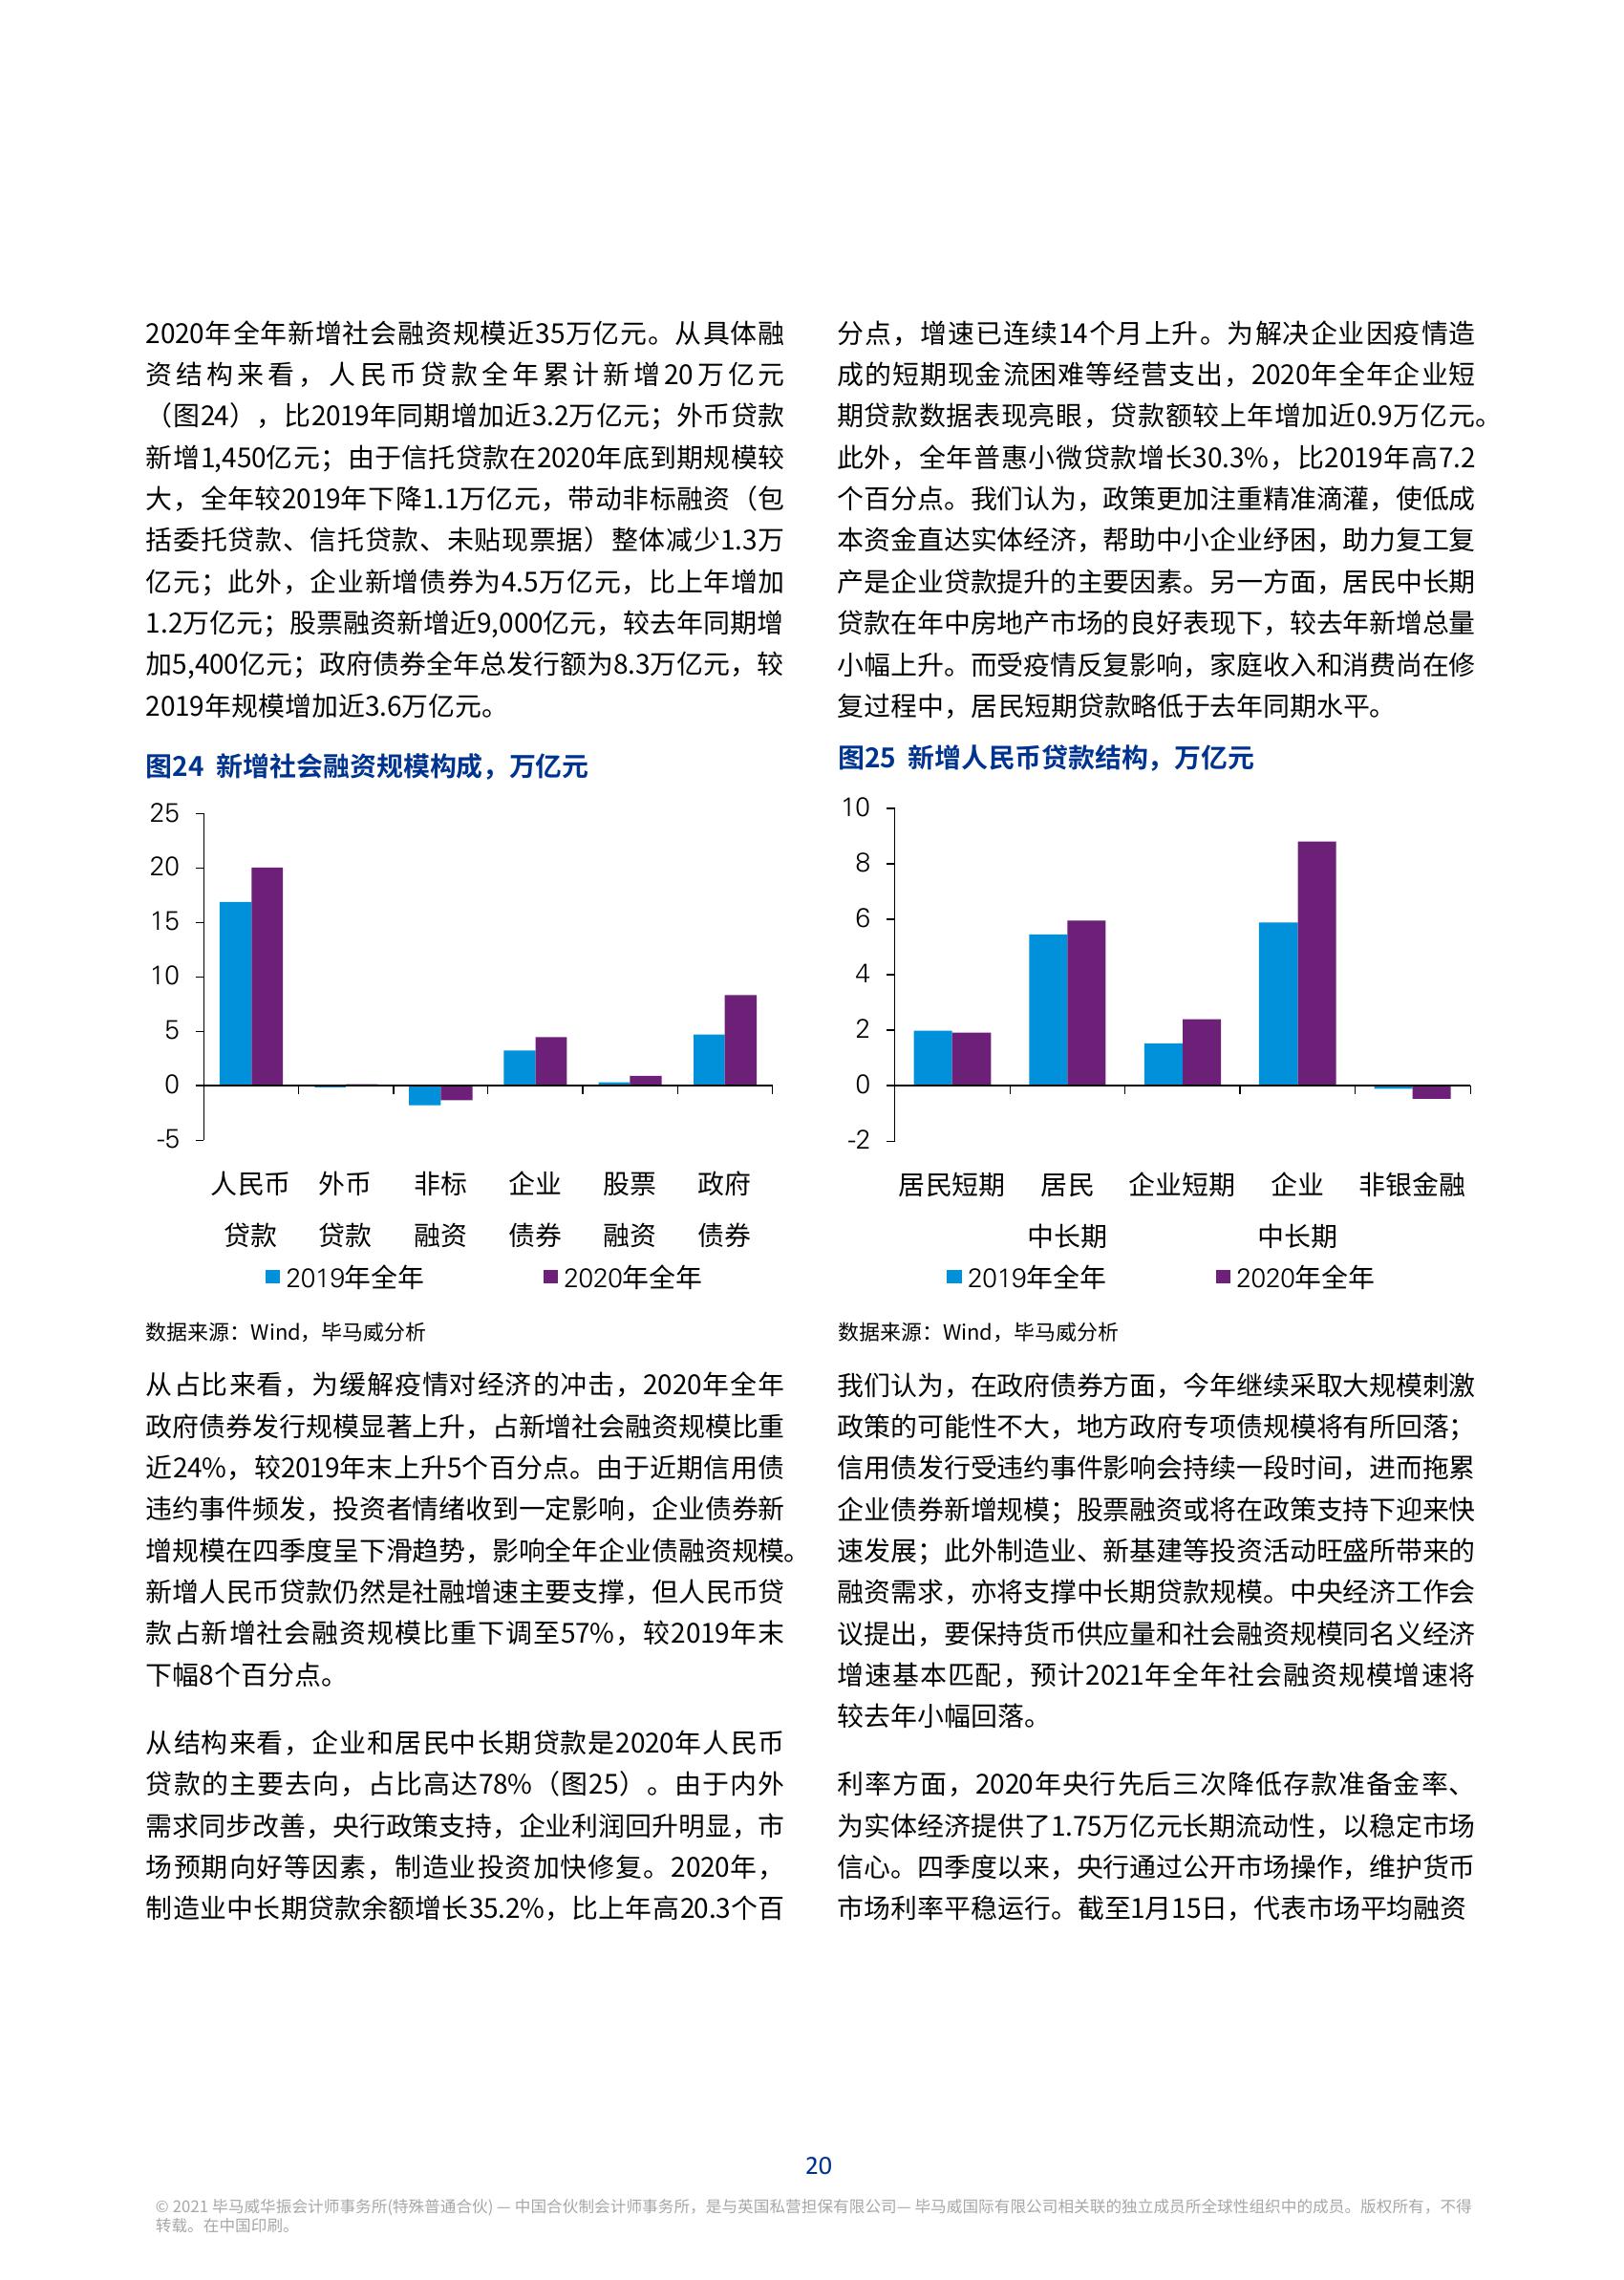 2020年全年新增社会融资规模近35万亿元。从具体融
资结构来看，人民币贷款全年累计新增20万亿元
（图24），比2019年同期增加近3.2万亿元；外币贷款
新增1,450亿元；由于信托贷款在2020年底到期规模较
大，全年较2019年下降1.1万亿元，带动非标融资（包
括委托贷款、信托贷款、未贴现票据）整体减少1.3万
亿元；此外，企业新增债券为4.5万亿元，比上年增加
1.2万亿元；股票融资新增近9,000亿元，较去年同期增
加5,400亿元；政府债券全年总发行额为8.3万亿元，较
2019年规模增加近3.6万亿元。
图24 新增社会融资规模构成，万亿元
25
20
15
10
5
0
-5
人民币 外币 非标 企业 股票 政府
贷款 贷款 融资 债券 融资 债券
2019年全年 2020年全年
数据来源：Wind，毕马威分析
从占比来看，为缓解疫情对经济的冲击，2020年全年
政府债券发行规模显著上升，占新增社会融资规模比重
近24%，较2019年末上升5个百分点。由于近期信用债
违约事件频发，投资者情绪收到一定影响，企业债券新
增规模在四季度呈下滑趋势，影响全年企业债融资规模。
新增人民币贷款仍然是社融增速主要支撑，但人民币贷
款占新增社会融资规模比重下调至57%，较2019年末
下幅8个百分点。
从结构来看，企业和居民中长期贷款是2020年人民币
贷款的主要去向，占比高达78%（图25）。由于内外
需求同步改善，央行政策支持，企业利润回升明显，市
场预期向好等因素，制造业投资加快修复。2020年，
制造业中长期贷款余额增长35.2%，比上年高20.3个百
分点，增速已连续14个月上升。为解决企业因疫情造
成的短期现金流困难等经营支出，2020年全年企业短
期贷款数据表现亮眼，贷款额较上年增加近0.9万亿元。
此外，全年普惠小微贷款增长30.3%，比2019年高7.2
个百分点。我们认为，政策更加注重精准滴灌，使低成
本资金直达实体经济，帮助中小企业纾困，助力复工复
产是企业贷款提升的主要因素。另一方面，居民中长期
贷款在年中房地产市场的良好表现下，较去年新增总量
小幅上升。而受疫情反复影响，家庭收入和消费尚在修
复过程中，居民短期贷款略低于去年同期水平。
图25 新增人民币贷款结构，万亿元
10
8
6
4
2
0
-2
居民短期 居民 企业短期 企业 非银金融
中长期 中长期
2019年全年 2020年全年
数据来源：Wind，毕马威分析
我们认为，在政府债券方面，今年继续采取大规模刺激
政策的可能性不大，地方政府专项债规模将有所回落；
信用债发行受违约事件影响会持续一段时间，进而拖累
企业债券新增规模；股票融资或将在政策支持下迎来快
速发展；此外制造业、新基建等投资活动旺盛所带来的
融资需求，亦将支撑中长期贷款规模。中央经济工作会
议提出，要保持货币供应量和社会融资规模同名义经济
增速基本匹配，预计2021年全年社会融资规模增速将
较去年小幅回落。
利率方面，2020年央行先后三次降低存款准备金率、
为实体经济提供了1.75万亿元长期流动性，以稳定市场
信心。四季度以来，央行通过公开市场操作，维护货币
市场利率平稳运行。截至1月15日，代表市场平均融资
20
© 2021 毕马威华振会计师事务所(特殊普通合伙) — 中国合伙制会计师事务所，是与英国私营担保有限公司— 毕马威国际有限公司相关联的独立成员所全球性组织中的成员。版权所有，不得
转载。在中国印刷。